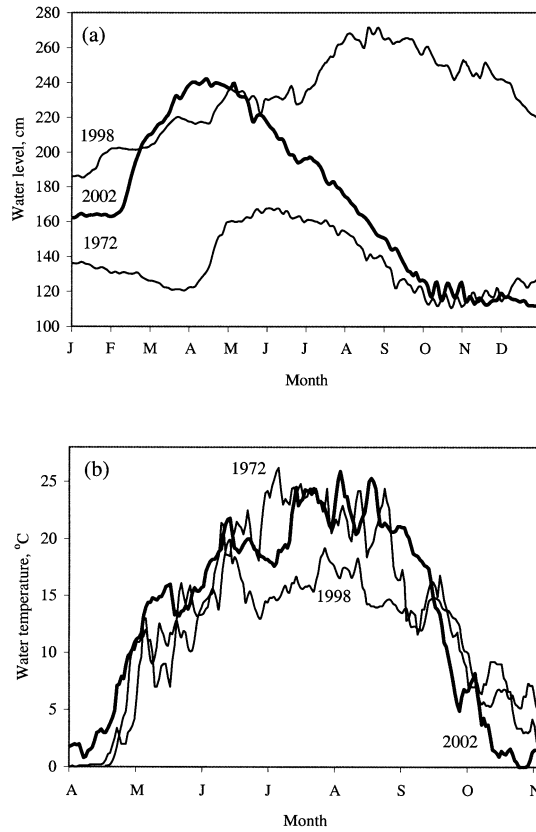 280
(a)
260
240
220
200
180
160
140
120
100
Water level, cm
1998
2002
1972
J F M A M J J A S O N D
Month
(b)
25
20
15
10
5
0
Water temperature, °C
1972
1998
2002
A M J J A S O N
Month